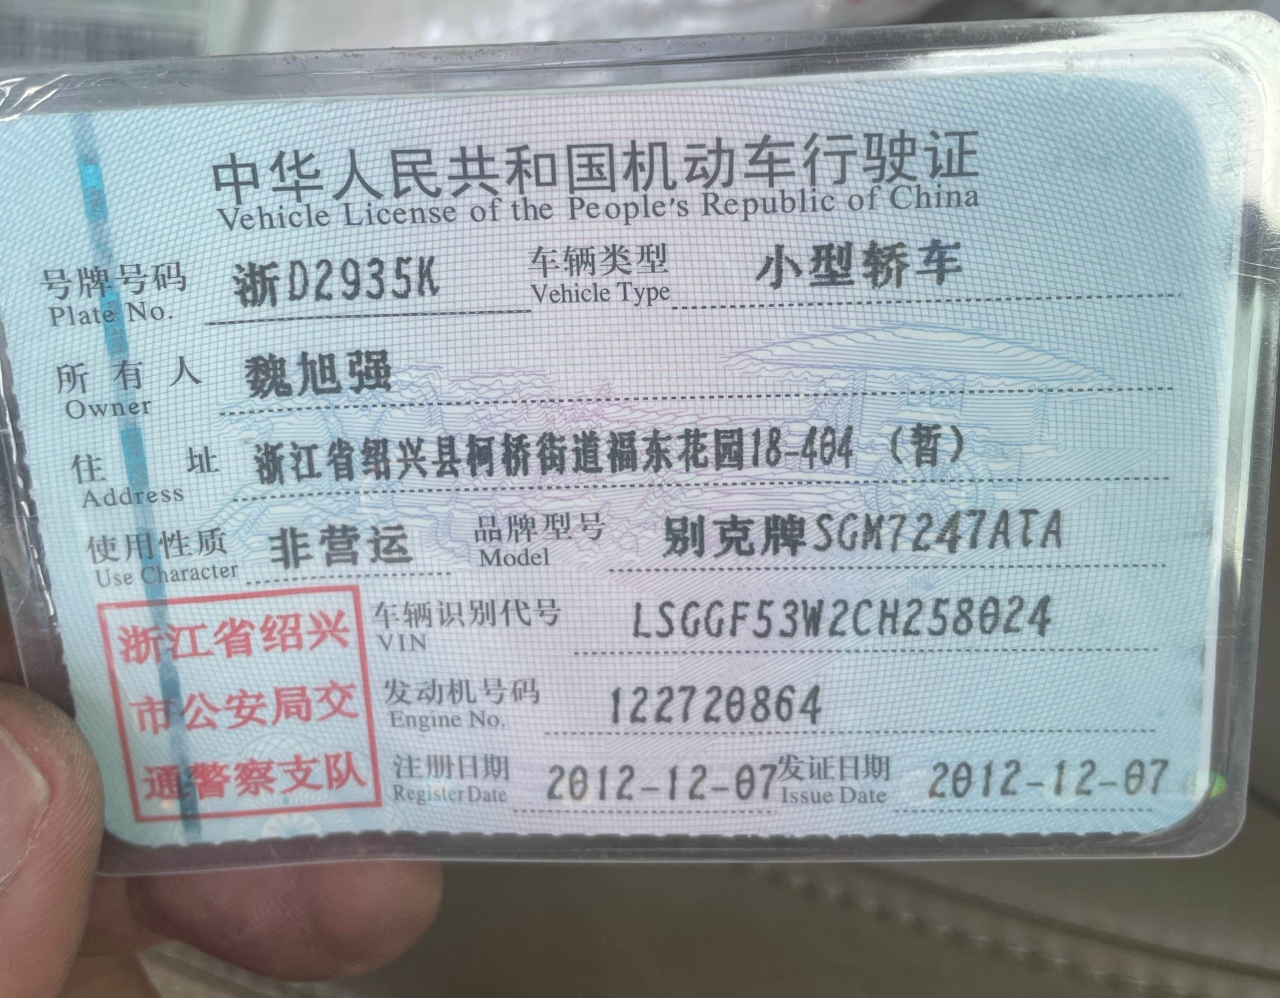 中华人民共和国机动车行驶证
Vehicle License of the People's Republic of China
号牌号码 浙D2935K 车辆类型 小型轿车
Plate No. Vehicle Type
所有人 魏旭强
Owner
住址 浙江省绍兴县柯桥街道福东花园18-404（暂）
Address
使用性质 非营运 品牌型号 别克牌SGM7247ATA
Use Character Model
浙江省绍兴
市公安局交
通警察支队
车辆识别代号 LSGGF53W2CH258024
VIN
发动机号码 122720864
Engine No.
注册日期 2012-12-07 发证日期 2012-12-07
Register Date Issue Date